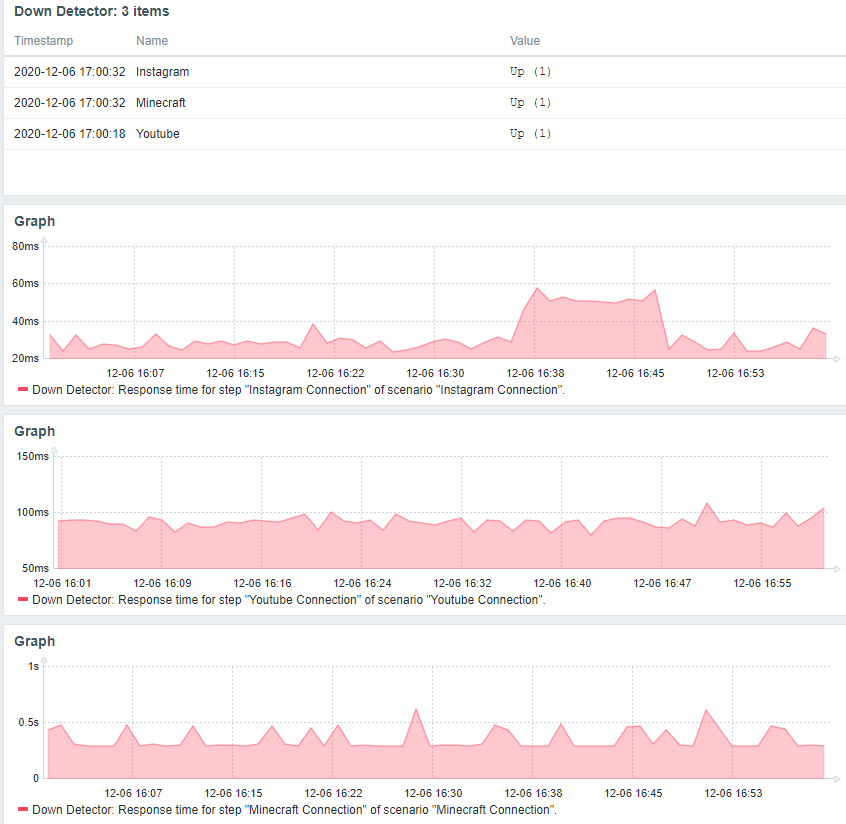 Down Detector: 3 items
Timestamp Name Value
2020-12-06 17:00:32 Instagram Up (1)
2020-12-06 17:00:32 Minecraft Up (1)
2020-12-06 17:00:18 Youtube Up (1)
Graph
80ms
60ms
40ms
20ms
12-06 16:07 12-06 16:15 12-06 16:22 12-06 16:30 12-06 16:38 12-06 16:45 12-06 16:53
Down Detector: Response time for step "Instagram Connection" of scenario "Instagram Connection".
Graph
150ms
100ms
50ms
12-06 16:01 12-06 16:09 12-06 16:16 12-06 16:24 12-06 16:32 12-06 16:40 12-06 16:47 12-06 16:55
Down Detector: Response time for step "Youtube Connection" of scenario "Youtube Connection".
Graph
1s
0.5s
0
12-06 16:07 12-06 16:15 12-06 16:22 12-06 16:30 12-06 16:38 12-06 16:45 12-06 16:53
Down Detector: Response time for step "Minecraft Connection" of scenario "Minecraft Connection".